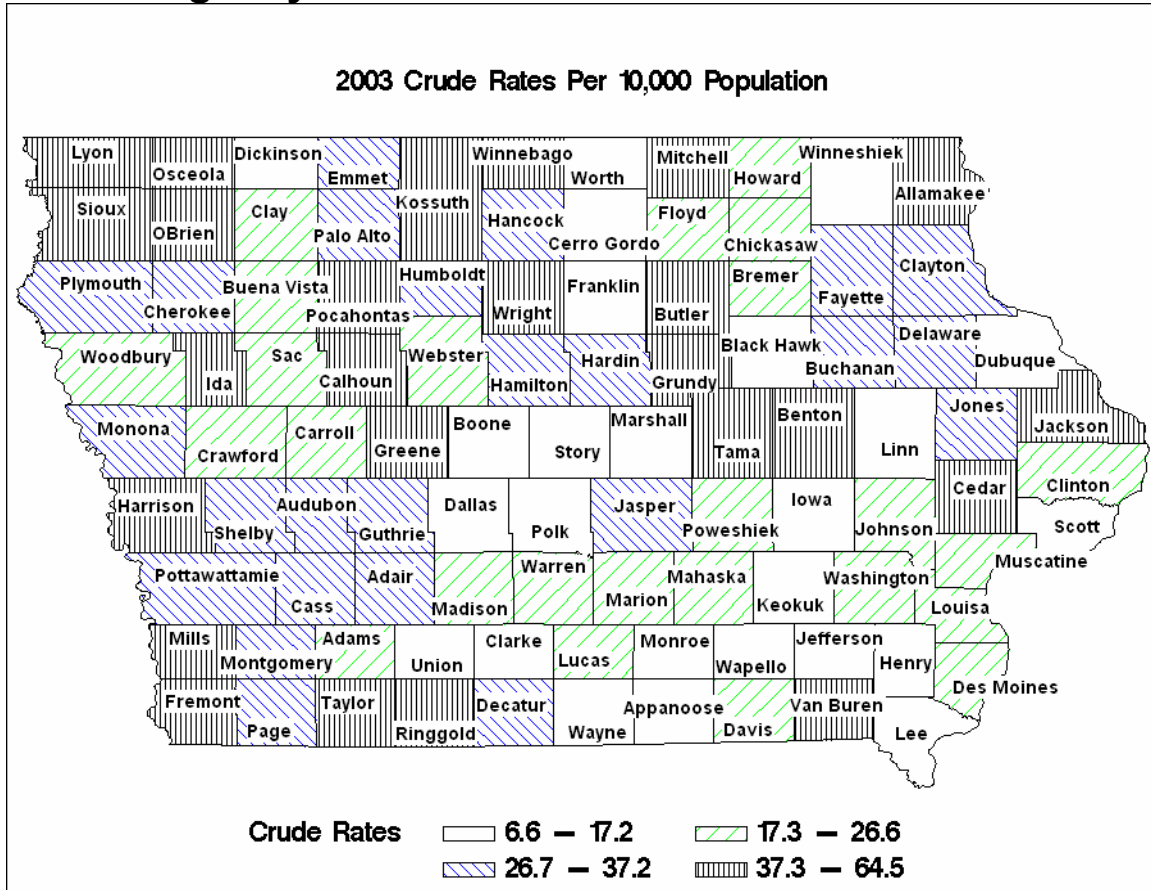 2003 Crude Rates Per 10,000 Population
Lyon Osceola Dickinson Emmet Kossuth Winnebago Worth Mitchell Howard Winneshiek Allamakee
Sioux OBrien Clay Palo Alto Hancock Cerro Gordo Floyd Chickasaw
Plymouth Cherokee Buena Vista Pocahontas Humboldt Wright Franklin Butler Bremer Fayette Clayton
Woodbury Ida Sac Calhoun Webster Hamilton Hardin Grundy Black Hawk Buchanan Delaware Dubuque
Monona Crawford Carroll Greene Boone Story Marshall Tama Benton Linn Jones Jackson
Harrison Shelby Audubon Guthrie Dallas Polk Jasper Poweshiek Iowa Johnson Cedar Clinton
Scott
Muscatine
Pottawattamie Cass Adair Madison Warren Marion Mahaska Keokuk Washington Louisa
Mills Montgomery Adams Union Clarke Lucas Monroe Wapello Jefferson Henry Des Moines
Fremont Page Taylor Ringgold Decatur Wayne Appanoose Davis Van Buren Lee
Crude Rates 6.6 – 17.2 17.3 – 26.6
26.7 – 37.2 37.3 – 64.5